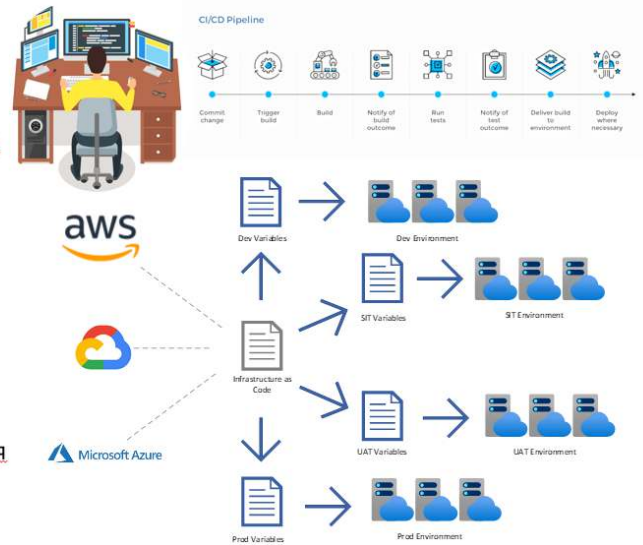 CI/CD Pipeline
Commit
change
Trigger
build
Build
Notify of
build
outcome
Run
tests
Notify of
test
outcome
Deliver build
to
environment
Deploy
where
necessary
aws
Dev Variables
Dev Environment
SIT Variables
SIT Environment
Infrastructure as
Code
Microsoft Azure
UAT Variables
UAT Environment
Prod Variables
Prod Environment